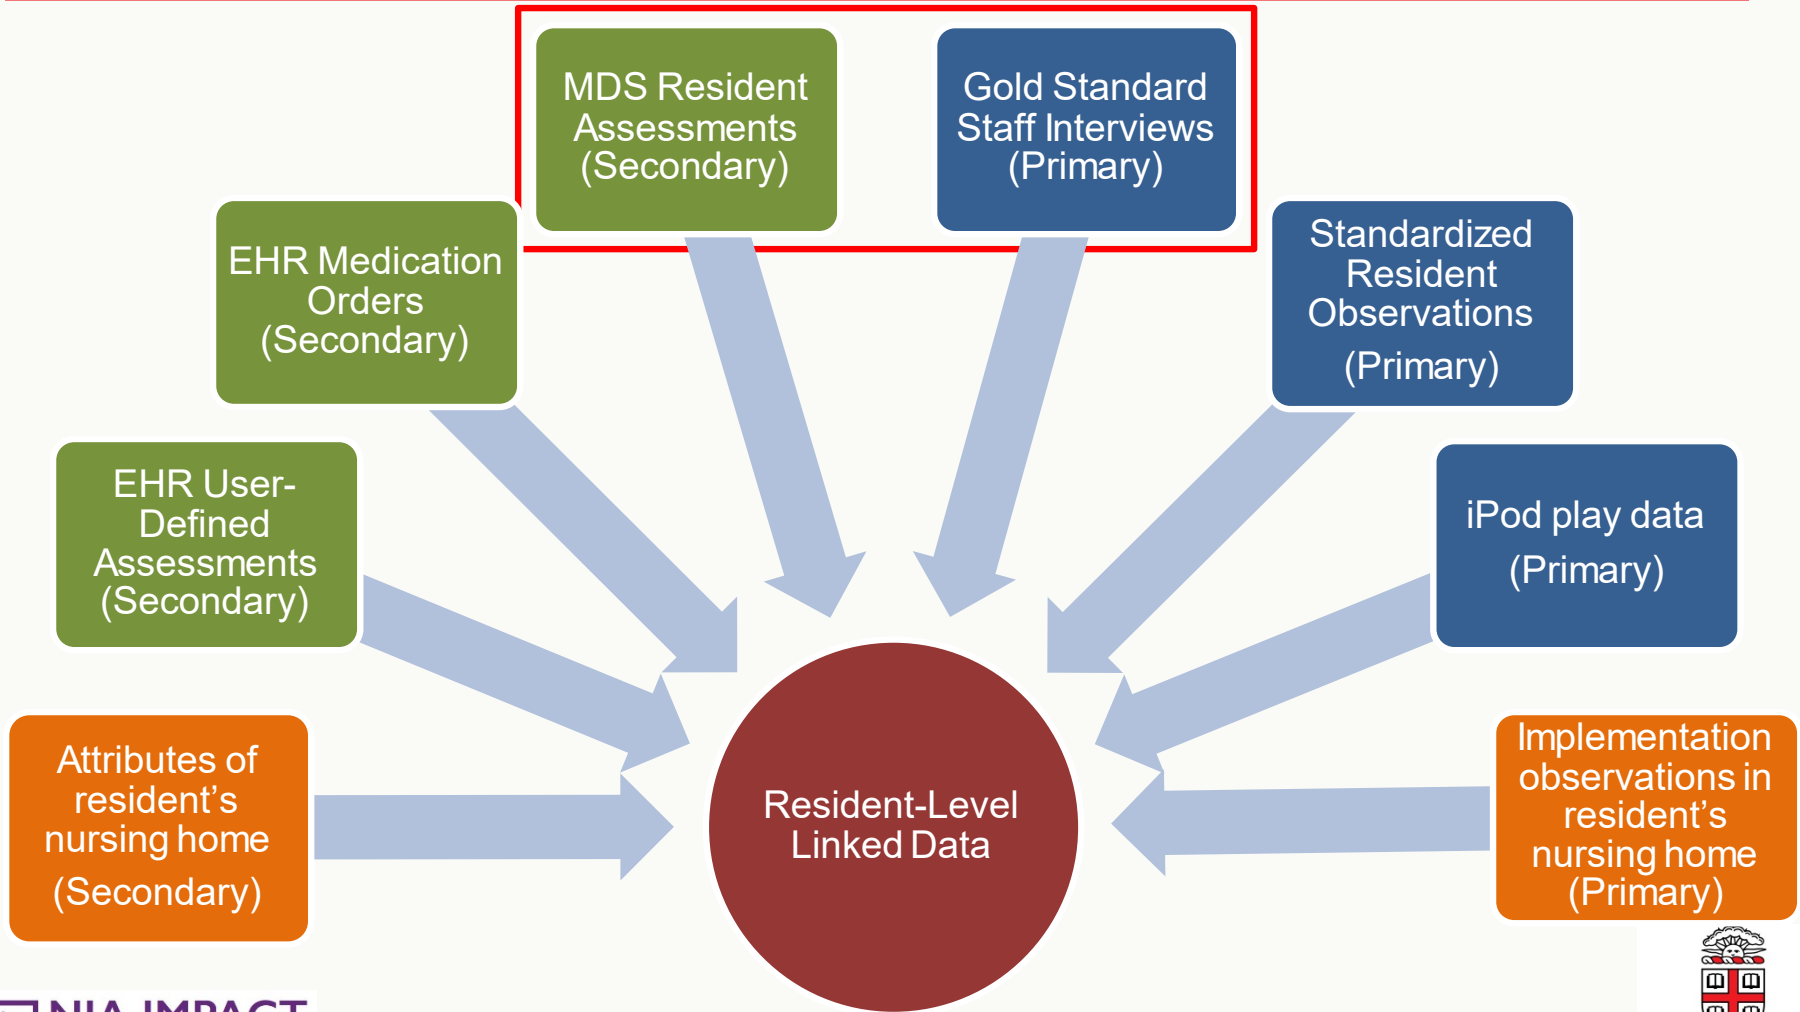 MDS Resident
Assessments
(Secondary)
Gold Standard
Staff Interviews
(Primary)
EHR Medication
Orders
(Secondary)
Standardized
Resident
Observations
(Primary)
EHR User-
Defined
Assessments
(Secondary)
iPod play data
(Primary)
Attributes of
resident’s
nursing home
(Secondary)
Resident-Level
Linked Data
Implementation
observations in
resident’s
nursing home
(Primary)
NIA IMPACT